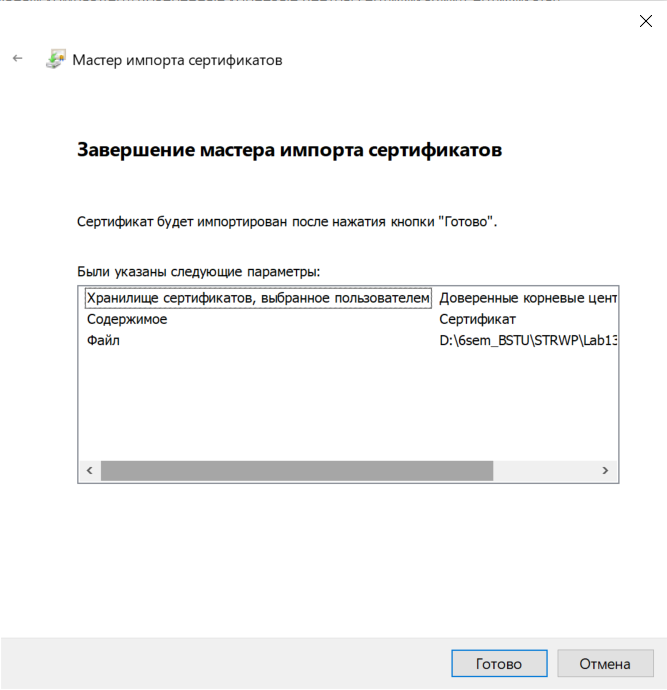 Мастер импорта сертификатов
Завершение мастера импорта сертификатов
Сертификат будет импортирован после нажатия кнопки "Готово".
Были указаны следующие параметры:
Хранилище сертификатов, выбранное пользователем Доверенные корневые цент
Содержимое Сертификат
Файл D:\6sem_BSTU\STRWP\Lab13
Готово Отмена